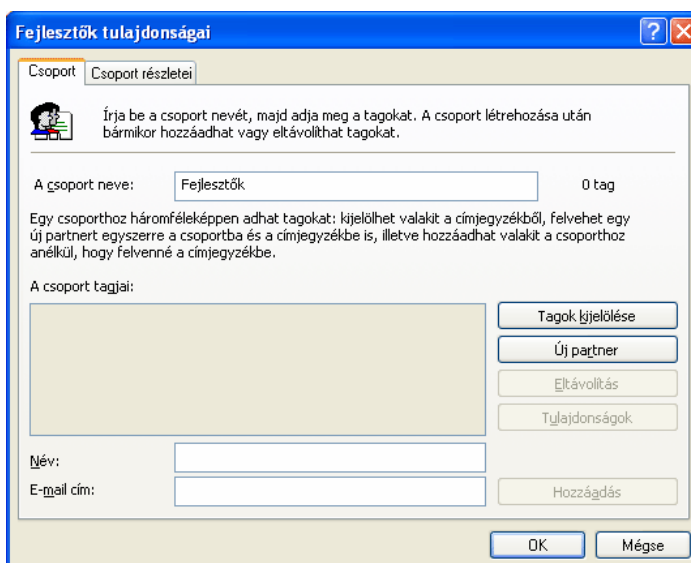 Fejlesztők tulajdonságai
Csoport
Csoport részletei
Írja be a csoport nevét, majd adja meg a tagokat. A csoport létrehozása után
bármikor hozzáadhat vagy eltávolíthat tagokat.
A csoport neve:
Fejlesztők
0 tag
Egy csoporthoz háromféleképpen adhat tagokat: kijelölhet valakit a címjegyzékből, felvehet egy
új partnert egyszerre a csoportba és a címjegyzékbe is, illetve hozzáadhat valakit a csoporthoz
anélkül, hogy felvenné a címjegyzékbe.
A csoport tagjai:
Tagok kijelölése
Új partner
Eltávolítás
Tulajdonságok
Név:
E-mail cím:
Hozzáadás
OK
Mégse